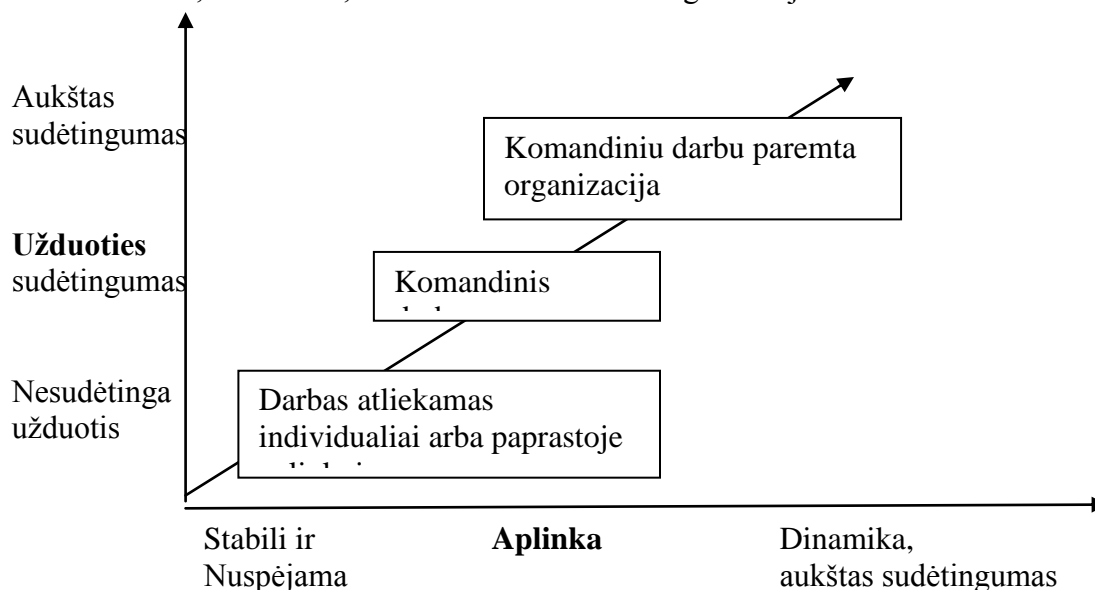 Aukštas
sudėtingumas
Komandiniu darbu paremta
organizacija
Užduoties
sudėtingumas
Komandinis
Nesudėtinga
užduotis
Darbas atliekamas
individualiai arba paprastoje
Stabili ir
Nuspėjama
Aplinka
Dinamika,
aukštas sudėtingumas